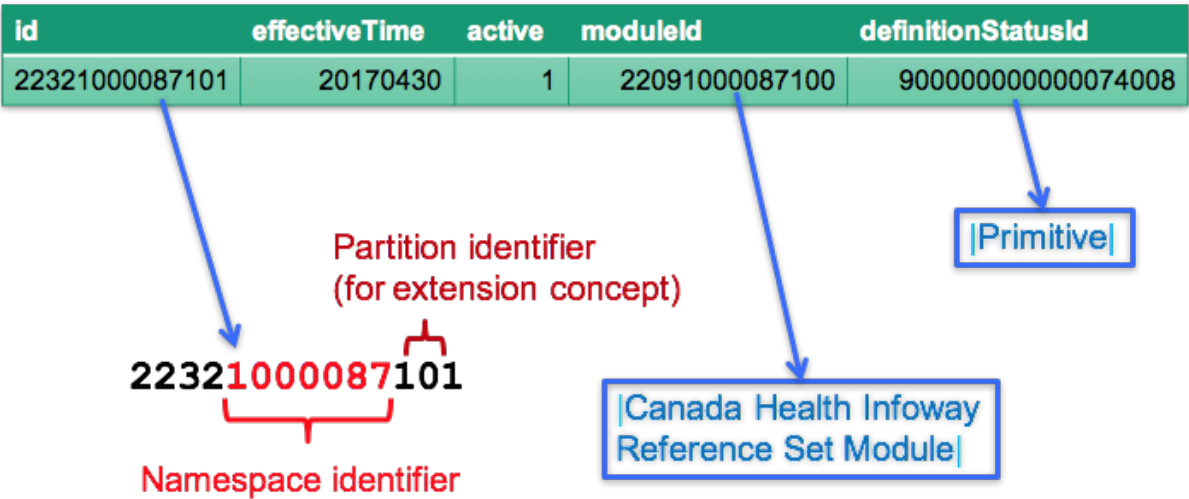 id effectiveTime active moduleId definitionStatusId
22321000087101 20170430 1 22091000087100 900000000000074008
|Primitive|
Partition identifier
(for extension concept)
22321000087101
|Canada Health Infoway
Reference Set Module|
Namespace identifier